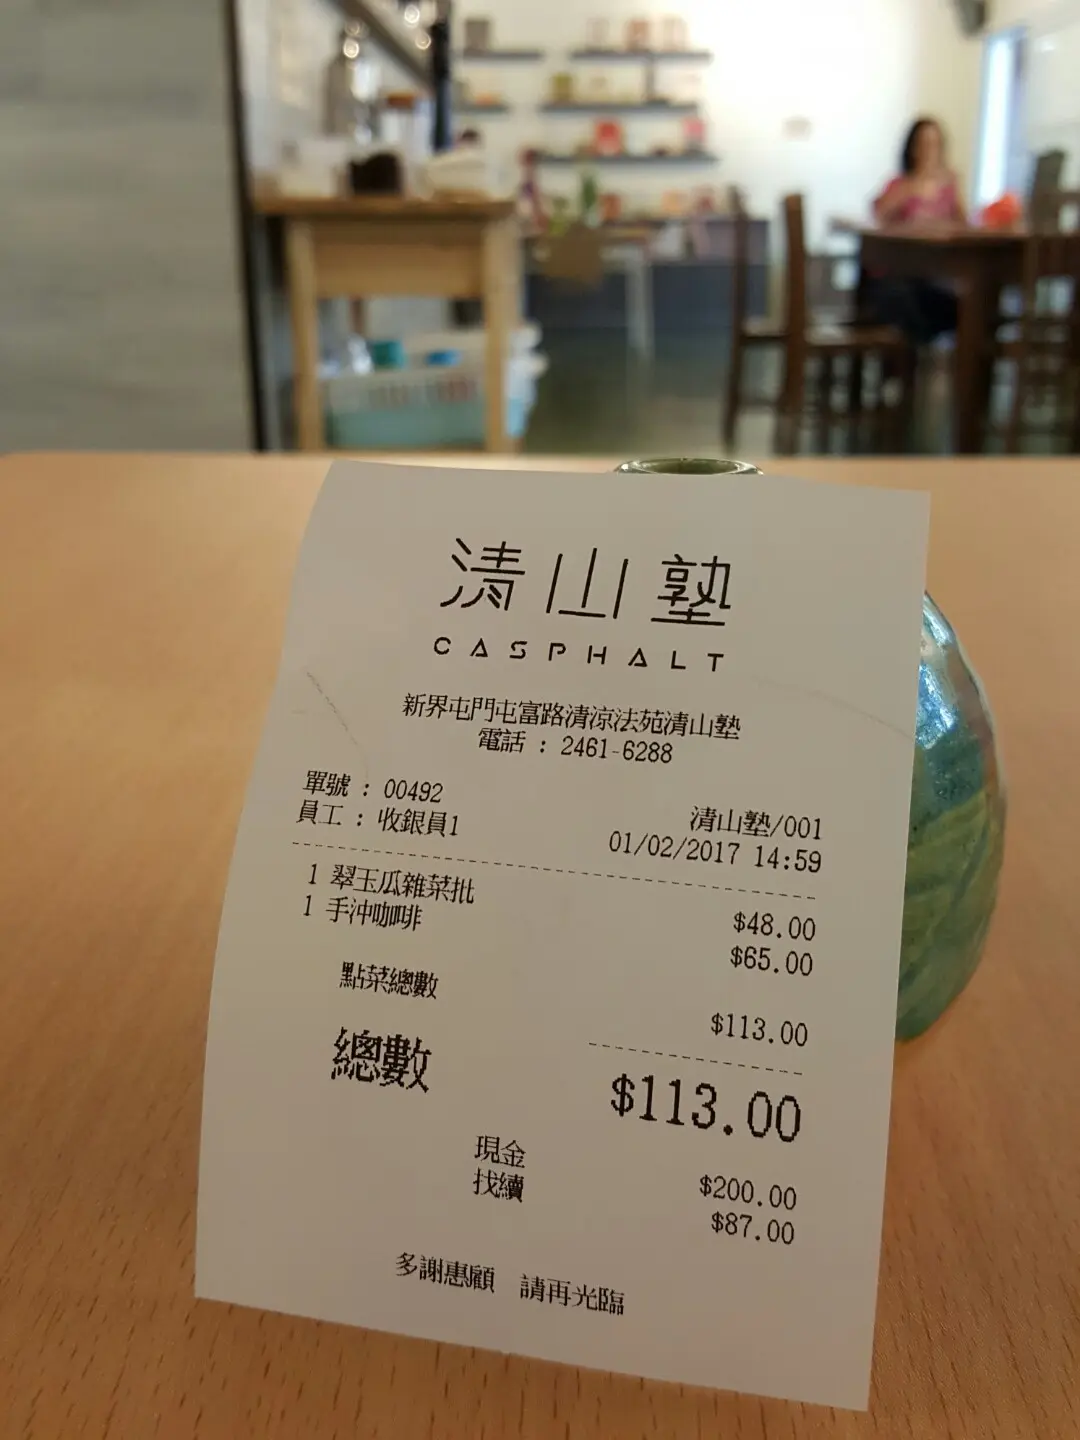 清山塾
CASPHALT
新界屯門屯富路清涼法苑清山塾
電話 : 2461-6288
單號 : 00492
員工 : 收銀員1
清山塾/001
01/02/2017 14:59
1 翠玉瓜雜菜批 $48.00
1 手沖咖啡 $65.00
點菜總數 $113.00
總數 $113.00
現金 $200.00
找續 $87.00
多謝惠顧 請再光臨